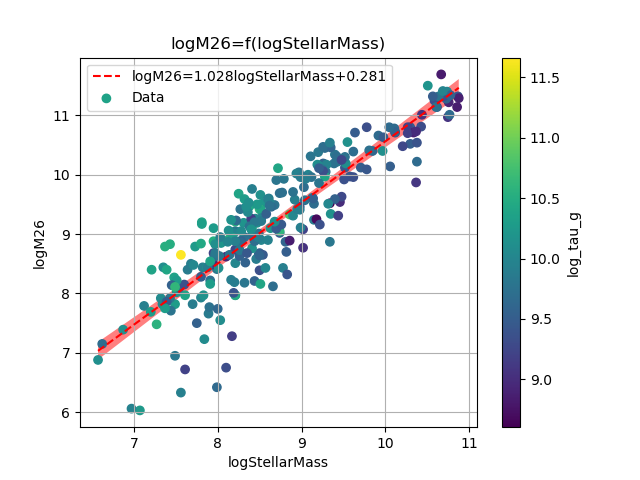 logM26=f(logStellarMass)
logM26=1.028logStellarMass+0.281
Data
11
10
9
8
7
6
logM26
7
8
9
10
11
logStellarMass
11.5
11.0
10.5
10.0
9.5
9.0
log_tau_g